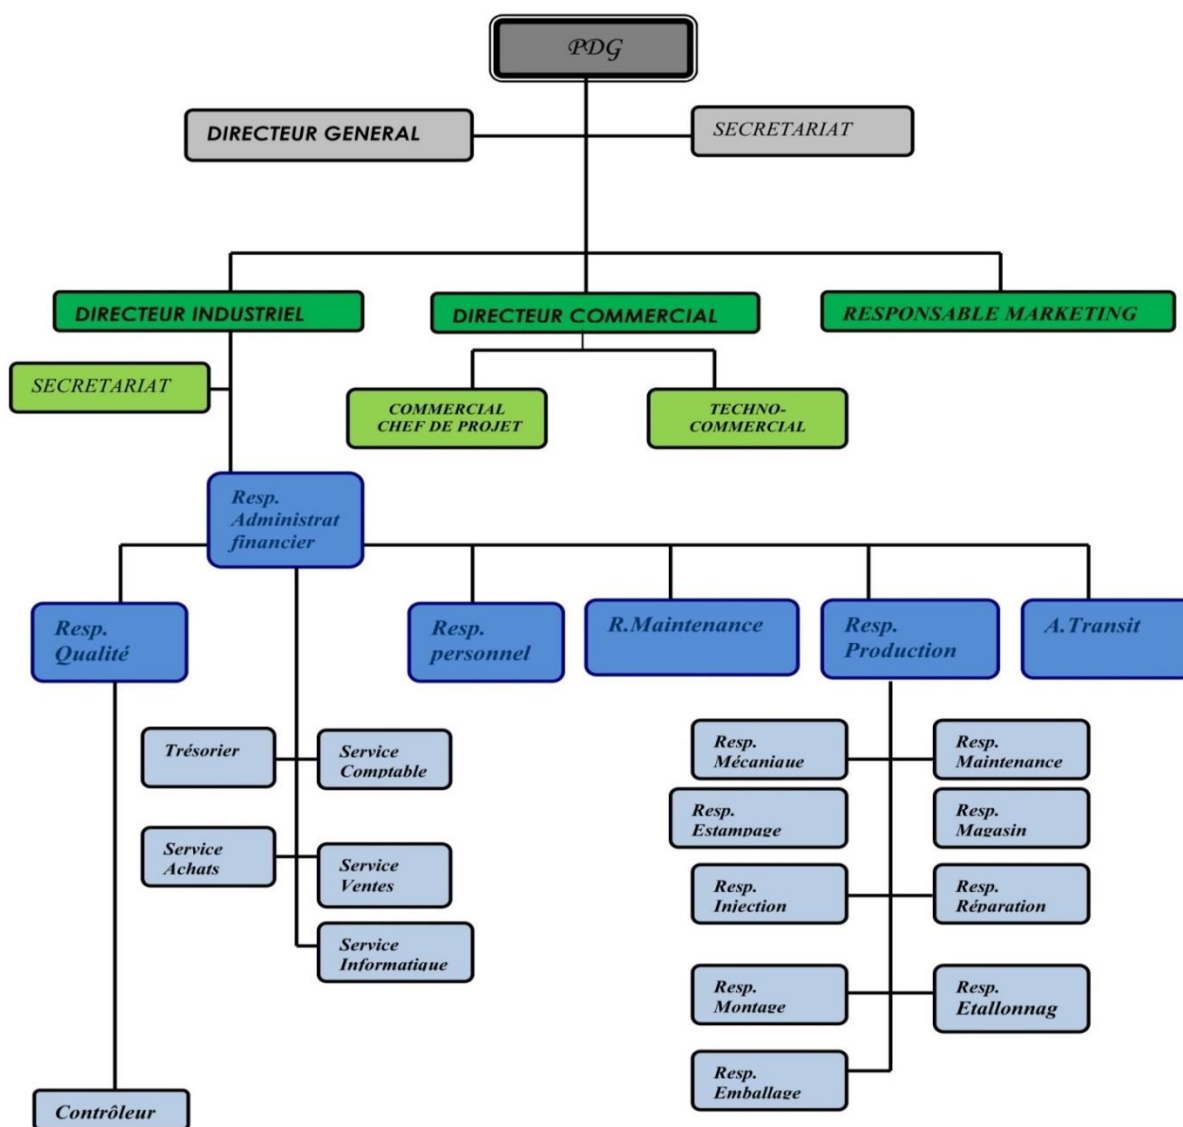 PDG
DIRECTEUR GENERAL
SECRETARIAT
DIRECTEUR INDUSTRIEL
DIRECTEUR COMMERCIAL
RESPONSABLE MARKETING
SECRETARIAT
COMMERCIAL
CHEF DE PROJET
TECHNO-
COMMERCIAL
Resp.
Administrat
financier
Resp.
Qualité
Resp.
personnel
R.Maintenance
Resp.
Production
A.Transit
Trésorier
Service
Comptable
Service
Achats
Service
Ventes
Service
Informatique
Resp.
Mécanique
Resp.
Maintenance
Resp.
Estampage
Resp.
Magasin
Resp.
Injection
Resp.
Réparation
Resp.
Montage
Resp.
Etallonnag
Resp.
Emballage
Contrôleur